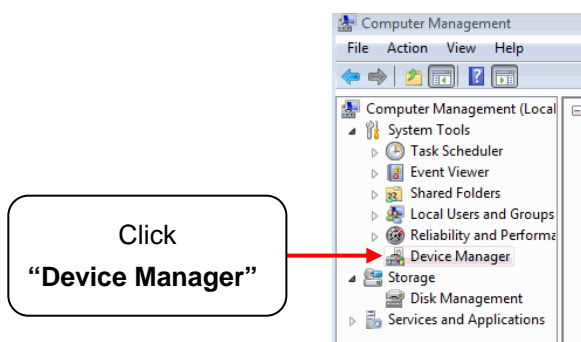 Computer Management
File Action View Help
Computer Management (Local
System Tools
Task Scheduler
Event Viewer
Shared Folders
Local Users and Groups
Reliability and Performa
Device Manager
Storage
Disk Management
Services and Applications
Click
“Device Manager”